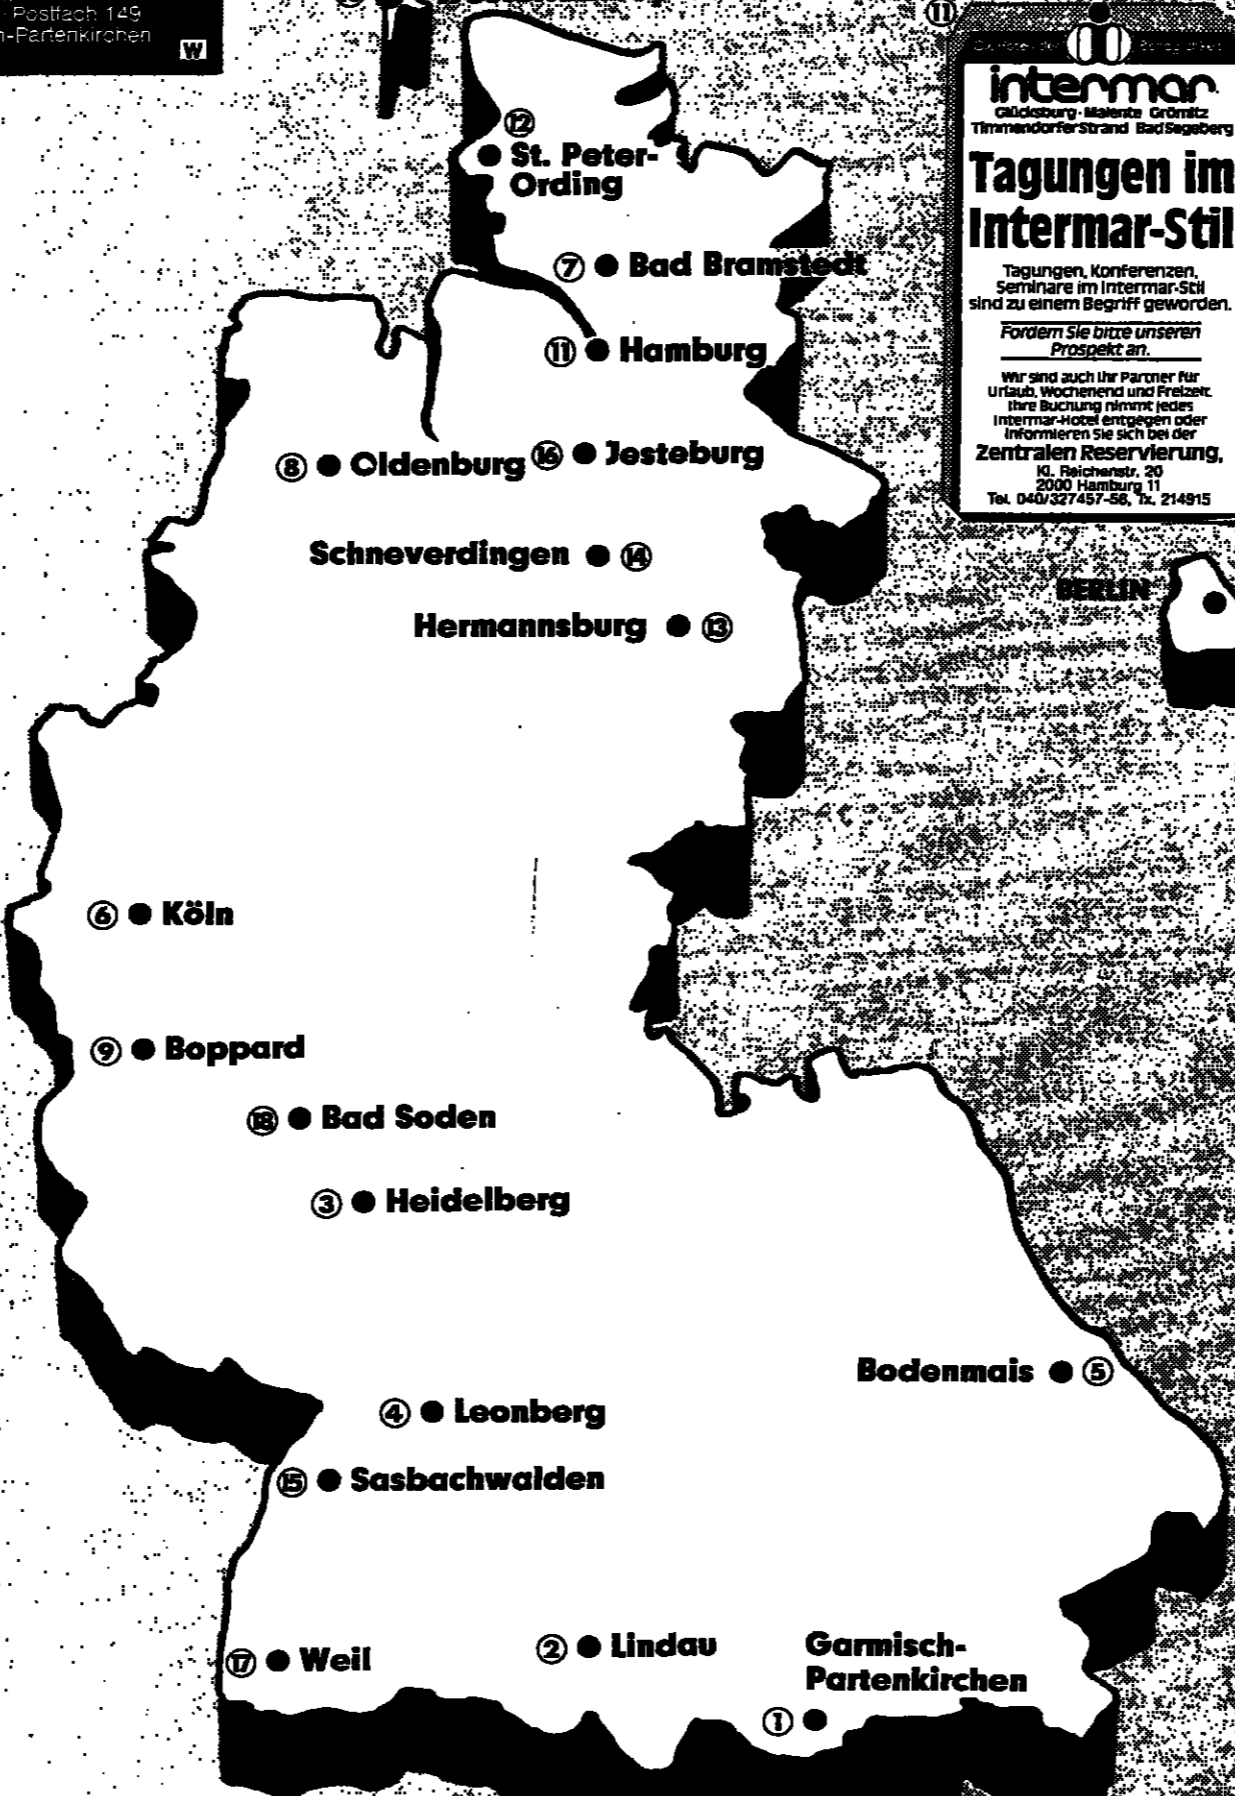 Postfach 149
-Partenkirchen
W
⑪
intermar
Glücksburg · Malente Grömitz
Timmendorfer Strand Bad Segeberg
Tagungen im
Intermar-Stil
Tagungen, Konferenzen,
Seminare im Intermar-Stil
sind zu einem Begriff geworden.
Fordern Sie bitte unseren
Prospekt an.
Wir sind auch Ihr Partner für
Urlaub, Wochenend und Freizeit.
Ihre Buchung nimmt jedes
Intermar-Hotel entgegen oder
informieren Sie sich bei der
Zentralen Reservierung,
Kl. Reichenstr. 20
2000 Hamburg 11
Tel. 040/327457-58, Tx. 214915
⑫
St. Peter-
Ording
⑦ Bad Bramstedt
⑪ Hamburg
⑧ Oldenburg
⑯ Jesteburg
Schneverdingen ⑭
BERLIN
Hermannsburg ⑬
⑥ Köln
⑨ Boppard
⑱ Bad Soden
③ Heidelberg
Bodenmais ⑤
④ Leonberg
⑮ Sasbachwalden
⑰ Weil
② Lindau
Garmisch-
Partenkirchen
①